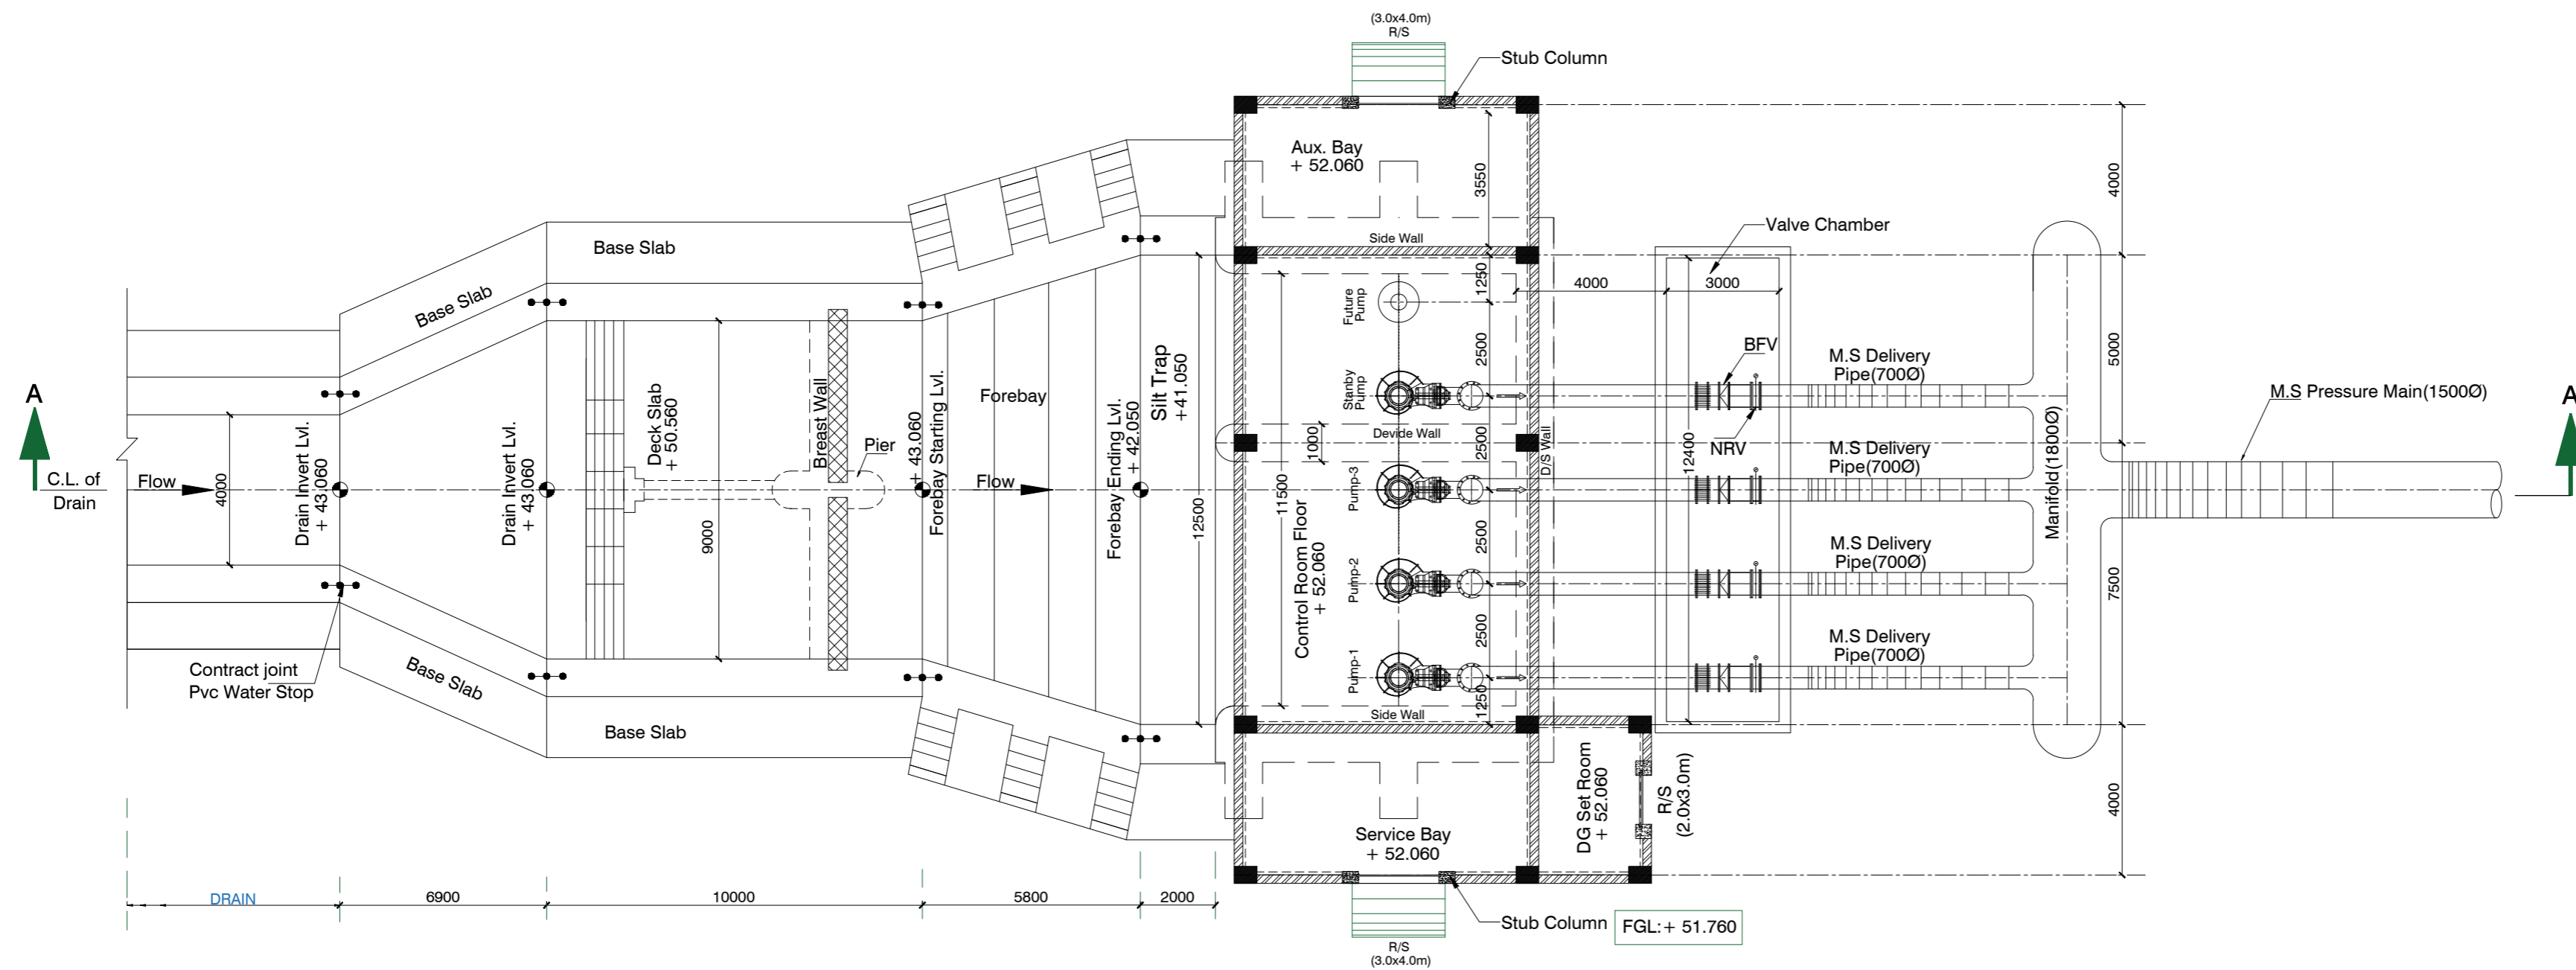 (3.0x4.0m)
R/S
Stub Column
Aux. Bay
+ 52.060
3550
4000
Side Wall
Valve Chamber
Base Slab
Base Slab
1250
4000
3000
Future
Pump
2500
BFV
M.S Delivery
Pipe(700Ø)
5000
M.S Pressure Main(1500Ø)
A
A
Stanby
Pump
Forebay
Silt Trap
+41.050
Deck Slab
+ 50.560
Breast Wall
Pier
+ 43.060
Forebay Starting Lvl.
Forebay Ending Lvl.
+ 42.050
1000
Devide Wall
2500
D/S Wall
12400
NRV
M.S Delivery
Pipe(700Ø)
Manifold(1800Ø)
C.L. of
Drain
Flow
4000
Drain Invert Lvl.
+ 43.060
Drain Invert Lvl.
+ 43.060
Flow
9000
12500
11500
Control Room Floor
+ 52.060
Pump-3
2500
M.S Delivery
Pipe(700Ø)
Pump-2
2500
7500
M.S Delivery
Pipe(700Ø)
Pump-1
1250
Side Wall
Contract joint
Pvc Water Stop
Base Slab
Base Slab
DG Set Room
+ 52.060
R/S
(2.0x3.0m)
4000
Service Bay
+ 52.060
DRAIN
6900
10000
5800
2000
Stub Column
FGL:+ 51.760
R/S
(3.0x4.0m)